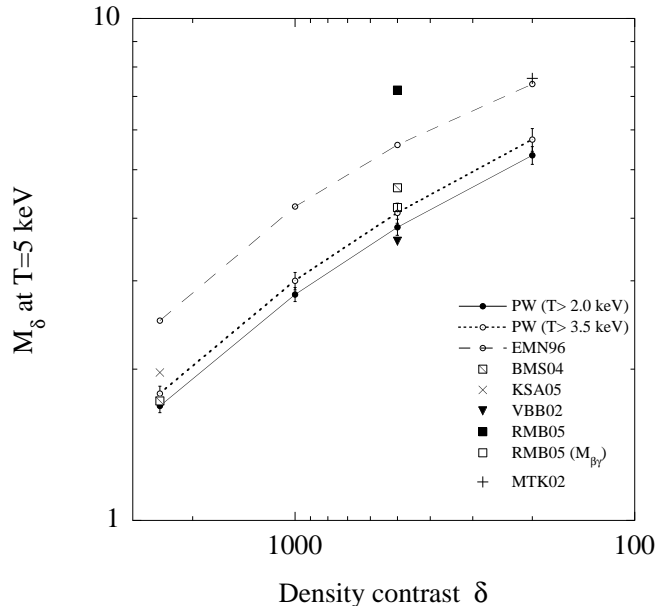 10
M_δ at T=5 keV
PW (T> 2.0 keV)
PW (T> 3.5 keV)
EMN96
BMS04
KSA05
VBB02
RMB05
RMB05 (M_βγ)
MTK02
1
1000
100
Density contrast δ